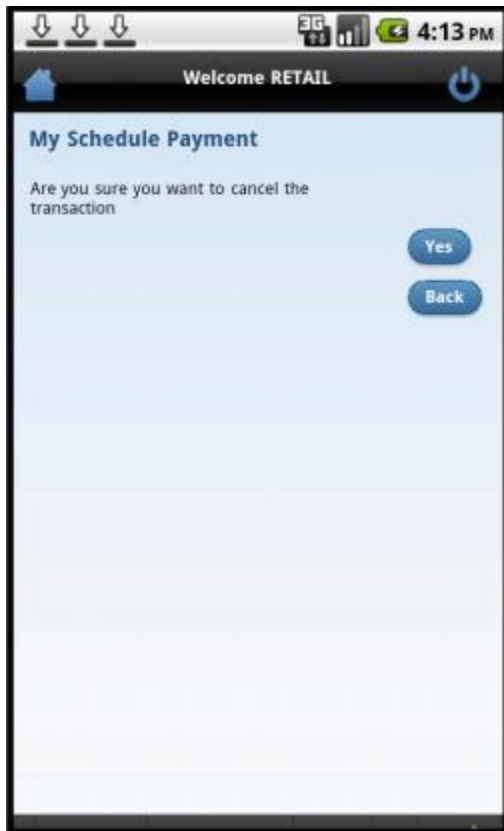 3G
4:13 PM
Welcome RETAIL
My Schedule Payment
Are you sure you want to cancel the
transaction
Yes
Back